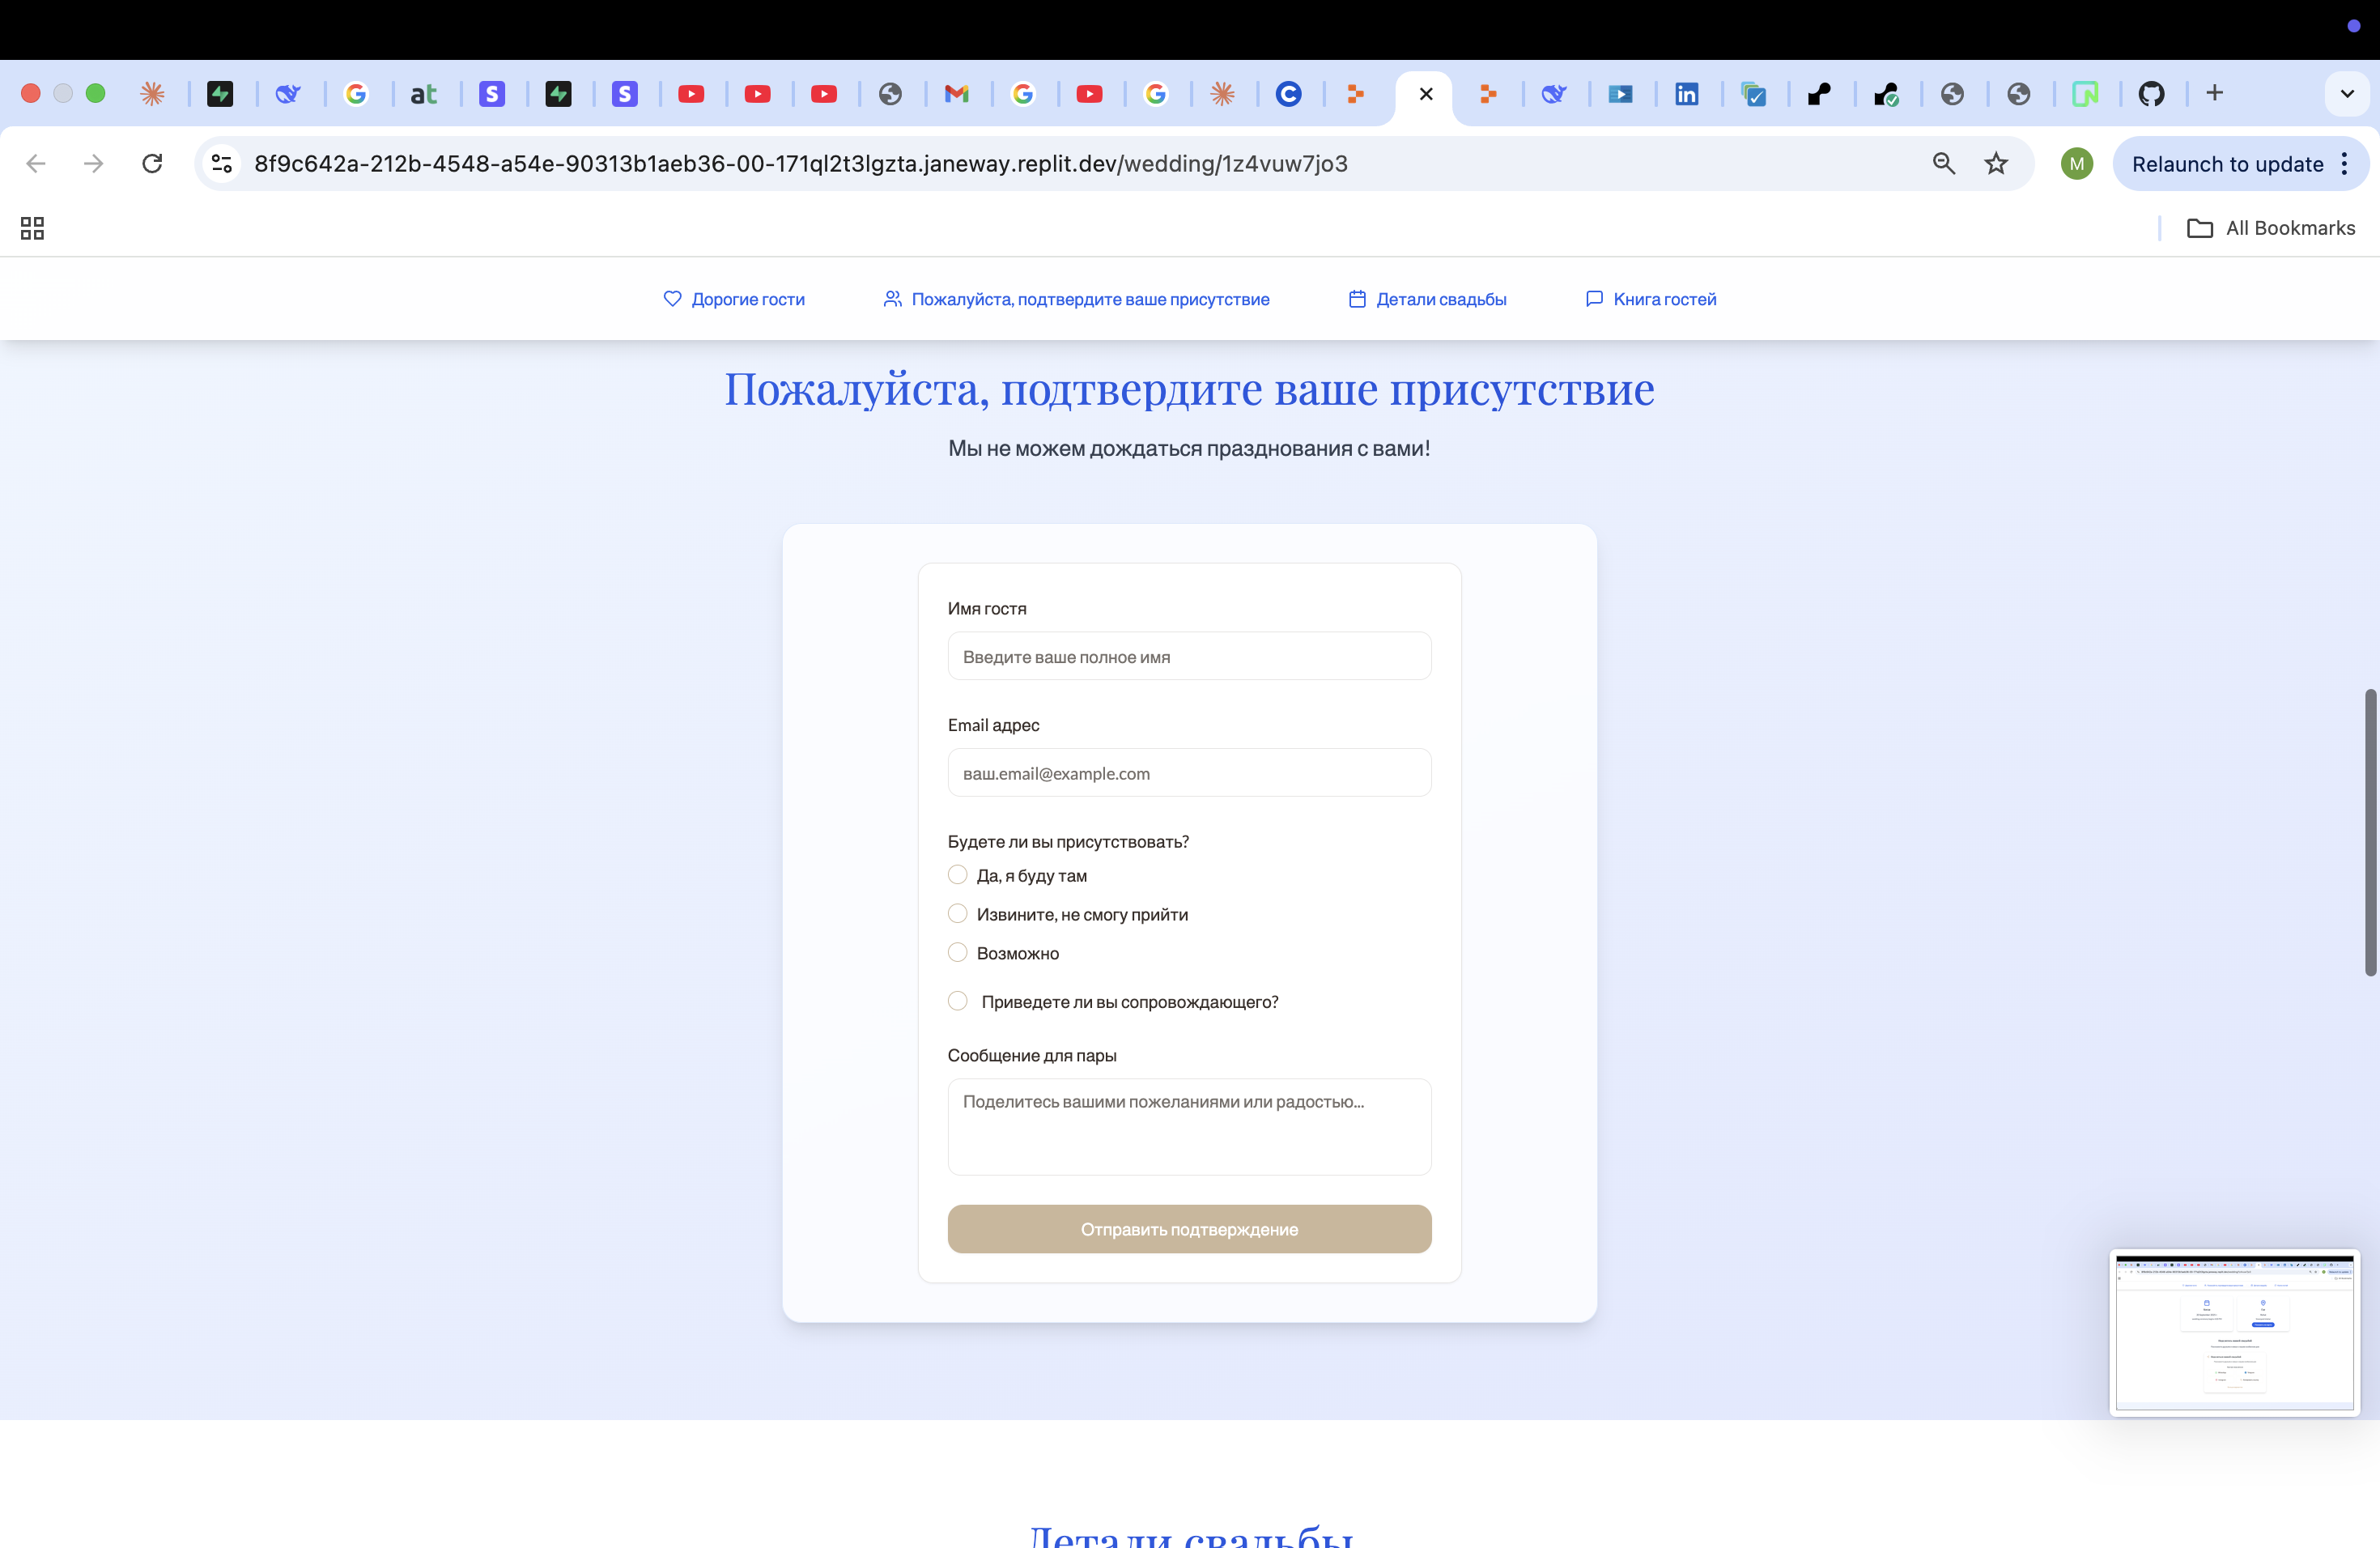 at
S
S
C
in
8f9c642a-212b-4548-a54e-90313b1aeb36-00-171ql2t3lgzta.janeway.replit.dev/wedding/1z4vuw7jo3
M
Relaunch to update
All Bookmarks
Дорогие гости
Пожалуйста, подтвердите ваше присутствие
Детали свадьбы
Книга гостей
Пожалуйста, подтвердите ваше присутствие
Мы не можем дождаться празднования с вами!
Имя гостя
Введите ваше полное имя
Email адрес
ваш.email@example.com
Будете ли вы присутствовать?
Да, я буду там
Извините, не смогу прийти
Возможно
Приведете ли вы сопровождающего?
Сообщение для пары
Поделитесь вашими пожеланиями или радостью...
Отправить подтверждение
Детали свадьбы